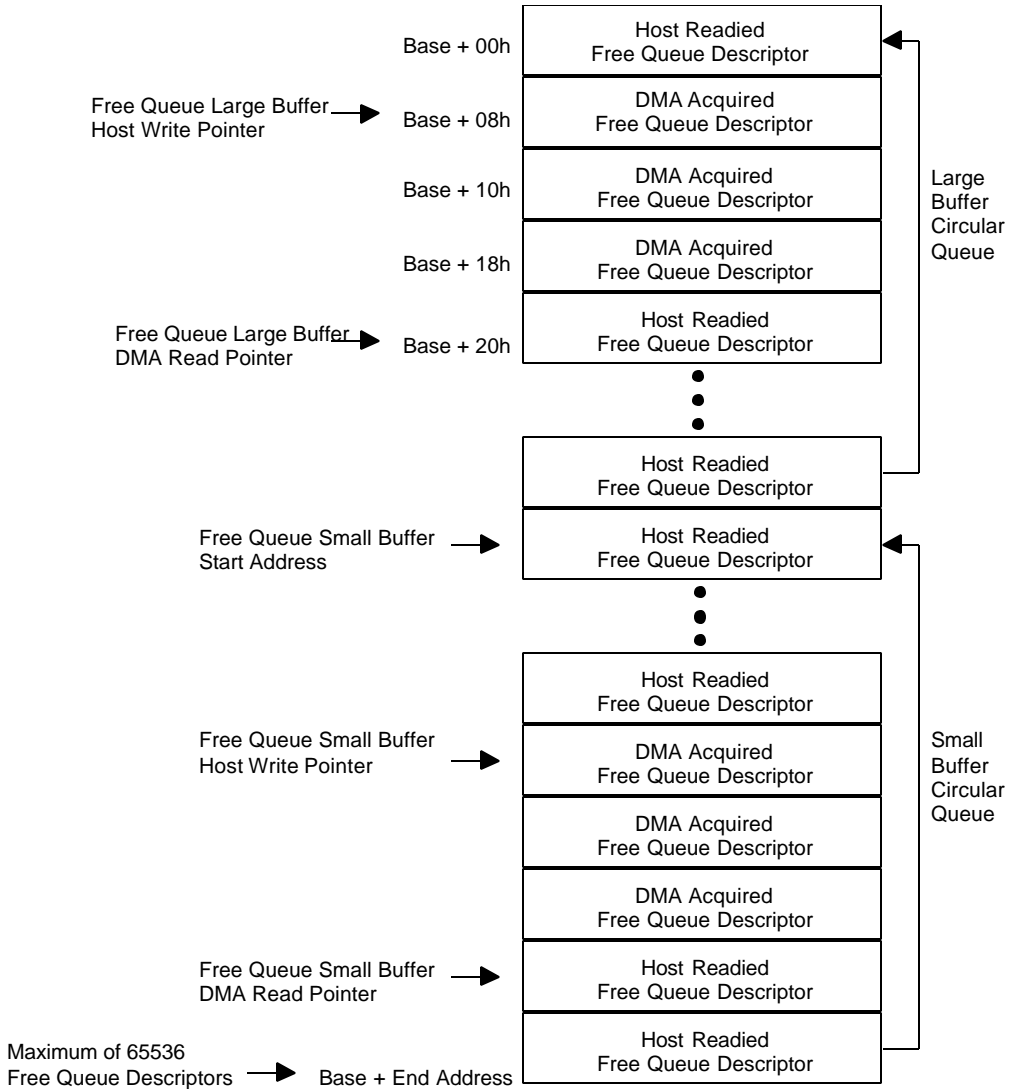 Host Readied
Free Queue Descriptor
Base + 00h
Free Queue Large Buffer
Host Write Pointer
Base + 08h
DMA Acquired
Free Queue Descriptor
Base + 10h
DMA Acquired
Free Queue Descriptor
Large
Buffer
Circular
Queue
Base + 18h
DMA Acquired
Free Queue Descriptor
Free Queue Large Buffer
DMA Read Pointer
Base + 20h
Host Readied
Free Queue Descriptor
Host Readied
Free Queue Descriptor
Free Queue Small Buffer
Start Address
Host Readied
Free Queue Descriptor
Host Readied
Free Queue Descriptor
Free Queue Small Buffer
Host Write Pointer
DMA Acquired
Free Queue Descriptor
Small
Buffer
Circular
Queue
DMA Acquired
Free Queue Descriptor
DMA Acquired
Free Queue Descriptor
Free Queue Small Buffer
DMA Read Pointer
Host Readied
Free Queue Descriptor
Host Readied
Free Queue Descriptor
Maximum of 65536
Free Queue Descriptors
Base + End Address